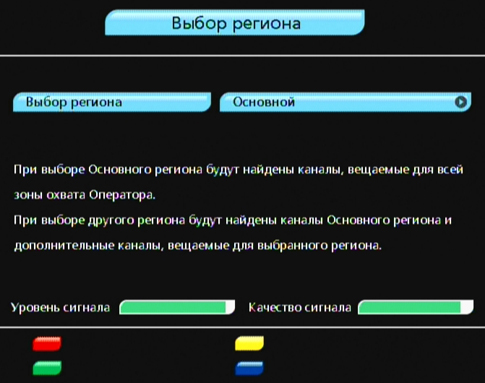 Выбор региона
Выбор региона Основной
При выборе Основного региона будут найдены каналы, вещаемые для всей
зоны охвата Оператора.
При выборе другого региона будут найдены каналы Основного региона и
дополнительные каналы, вещаемые для выбранного региона.
Уровень сигнала Качество сигнала